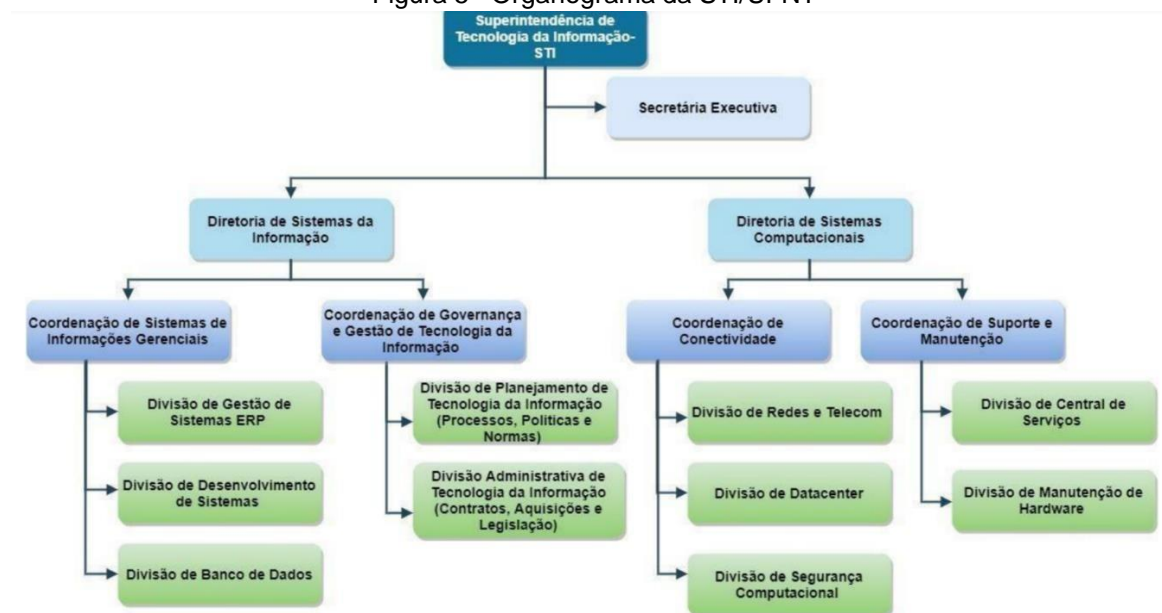 Superintendência de
Tecnologia da Informação-
STI
Secretária Executiva
Diretoria de Sistemas da
Informação
Diretoria de Sistemas
Computacionais
Coordenação de Sistemas de
Informações Gerenciais
Coordenação de Governança
e Gestão de Tecnologia da
Informação
Coordenação de
Conectividade
Coordenação de Suporte e
Manutenção
Divisão de Gestão de
Sistemas ERP
Divisão de Desenvolvimento
de Sistemas
Divisão de Banco de Dados
Divisão de Planejamento de
Tecnologia da Informação
(Processos, Políticas e
Normas)
Divisão Administrativa de
Tecnologia da Informação
(Contratos, Aquisições e
Legislação)
Divisão de Redes e Telecom
Divisão de Datacenter
Divisão de Segurança
Computacional
Divisão de Central de
Serviços
Divisão de Manutenção de
Hardware